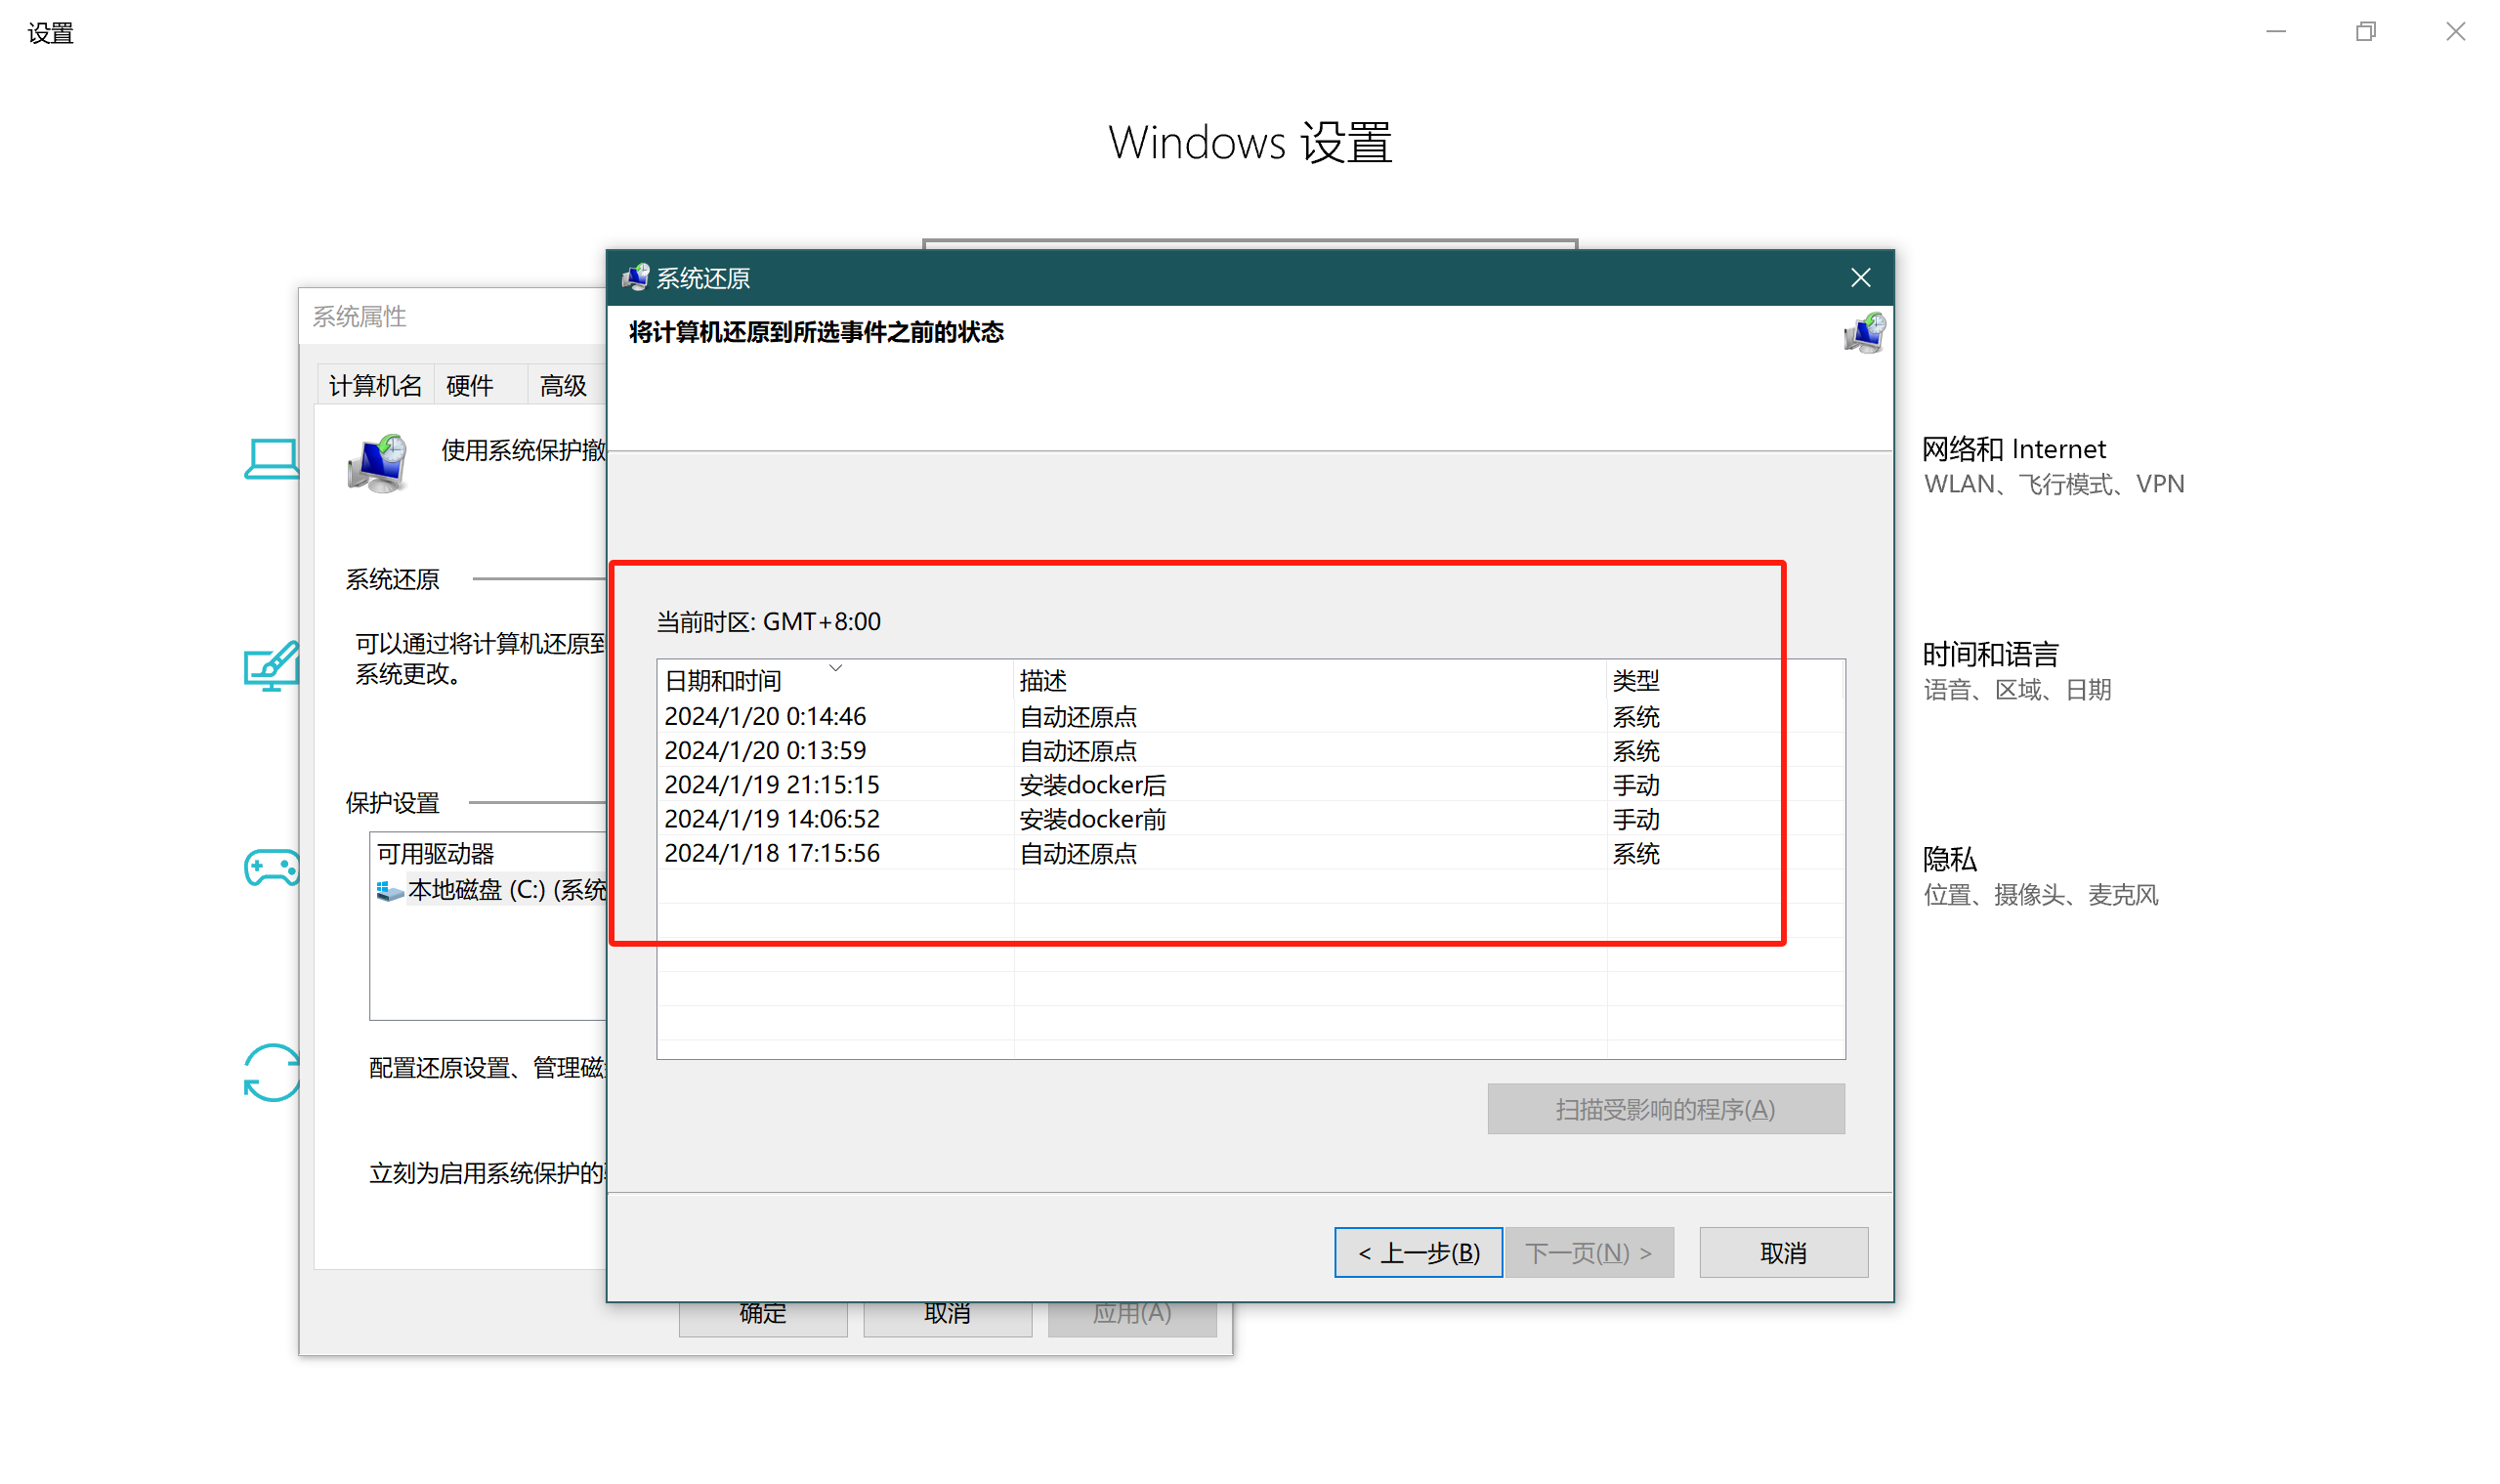 设置
Windows 设置
系统属性
计算机名 硬件 高级
使用系统保护撤
系统还原
可以通过将计算机还原到
系统更改。
保护设置
可用驱动器
本地磁盘 (C:) (系统
配置还原设置、管理磁
立刻为启用系统保护的
确定 取消 应用(A)
系统还原
将计算机还原到所选事件之前的状态
当前时区: GMT+8:00
日期和时间 描述 类型
2024/1/20 0:14:46 自动还原点 系统
2024/1/20 0:13:59 自动还原点 系统
2024/1/19 21:15:15 安装docker后 手动
2024/1/19 14:06:52 安装docker前 手动
2024/1/18 17:15:56 自动还原点 系统
扫描受影响的程序(A)
< 上一步(B) 下一页(N) > 取消
网络和 Internet
WLAN、飞行模式、VPN
时间和语言
语音、区域、日期
隐私
位置、摄像头、麦克风